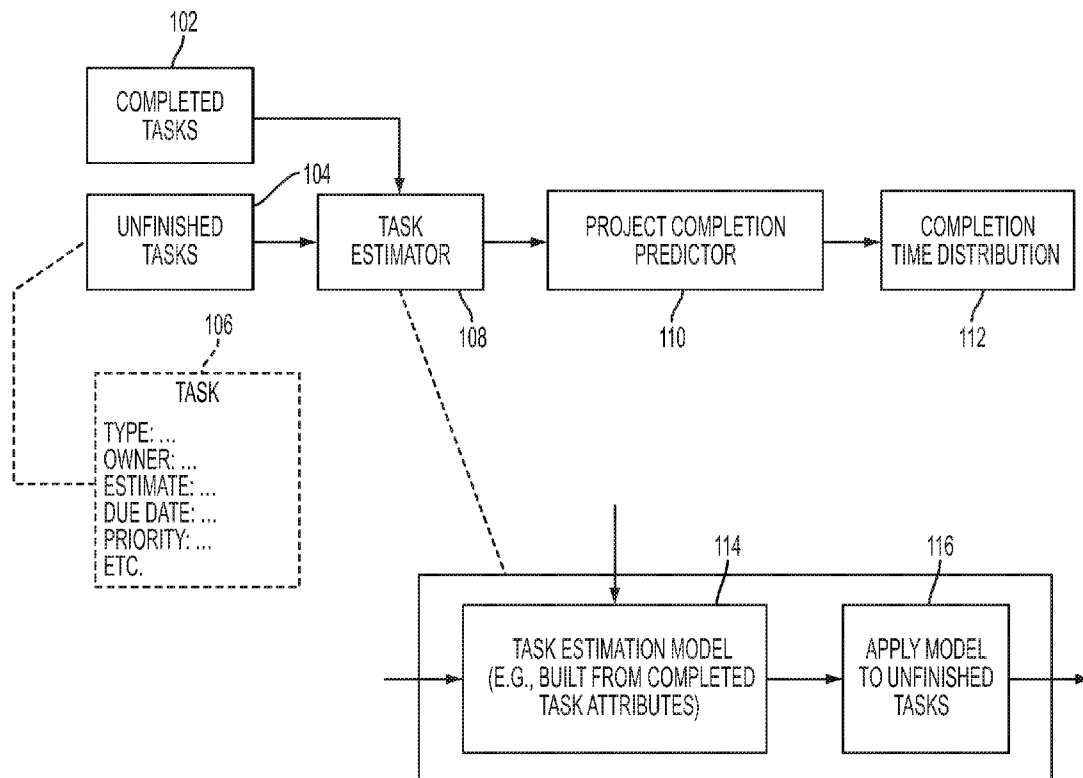 102
COMPLETED
TASKS
104
UNFINISHED
TASKS
TASK
ESTIMATOR
PROJECT COMPLETION
PREDICTOR
COMPLETION
TIME DISTRIBUTION
108
110
112
106
TASK
TYPE: ...
OWNER: ...
ESTIMATE: ...
DUE DATE: ...
PRIORITY: ...
ETC.
114
116
TASK ESTIMATION MODEL
(E.G., BUILT FROM COMPLETED
TASK ATTRIBUTES)
APPLY MODEL
TO UNFINISHED
TASKS